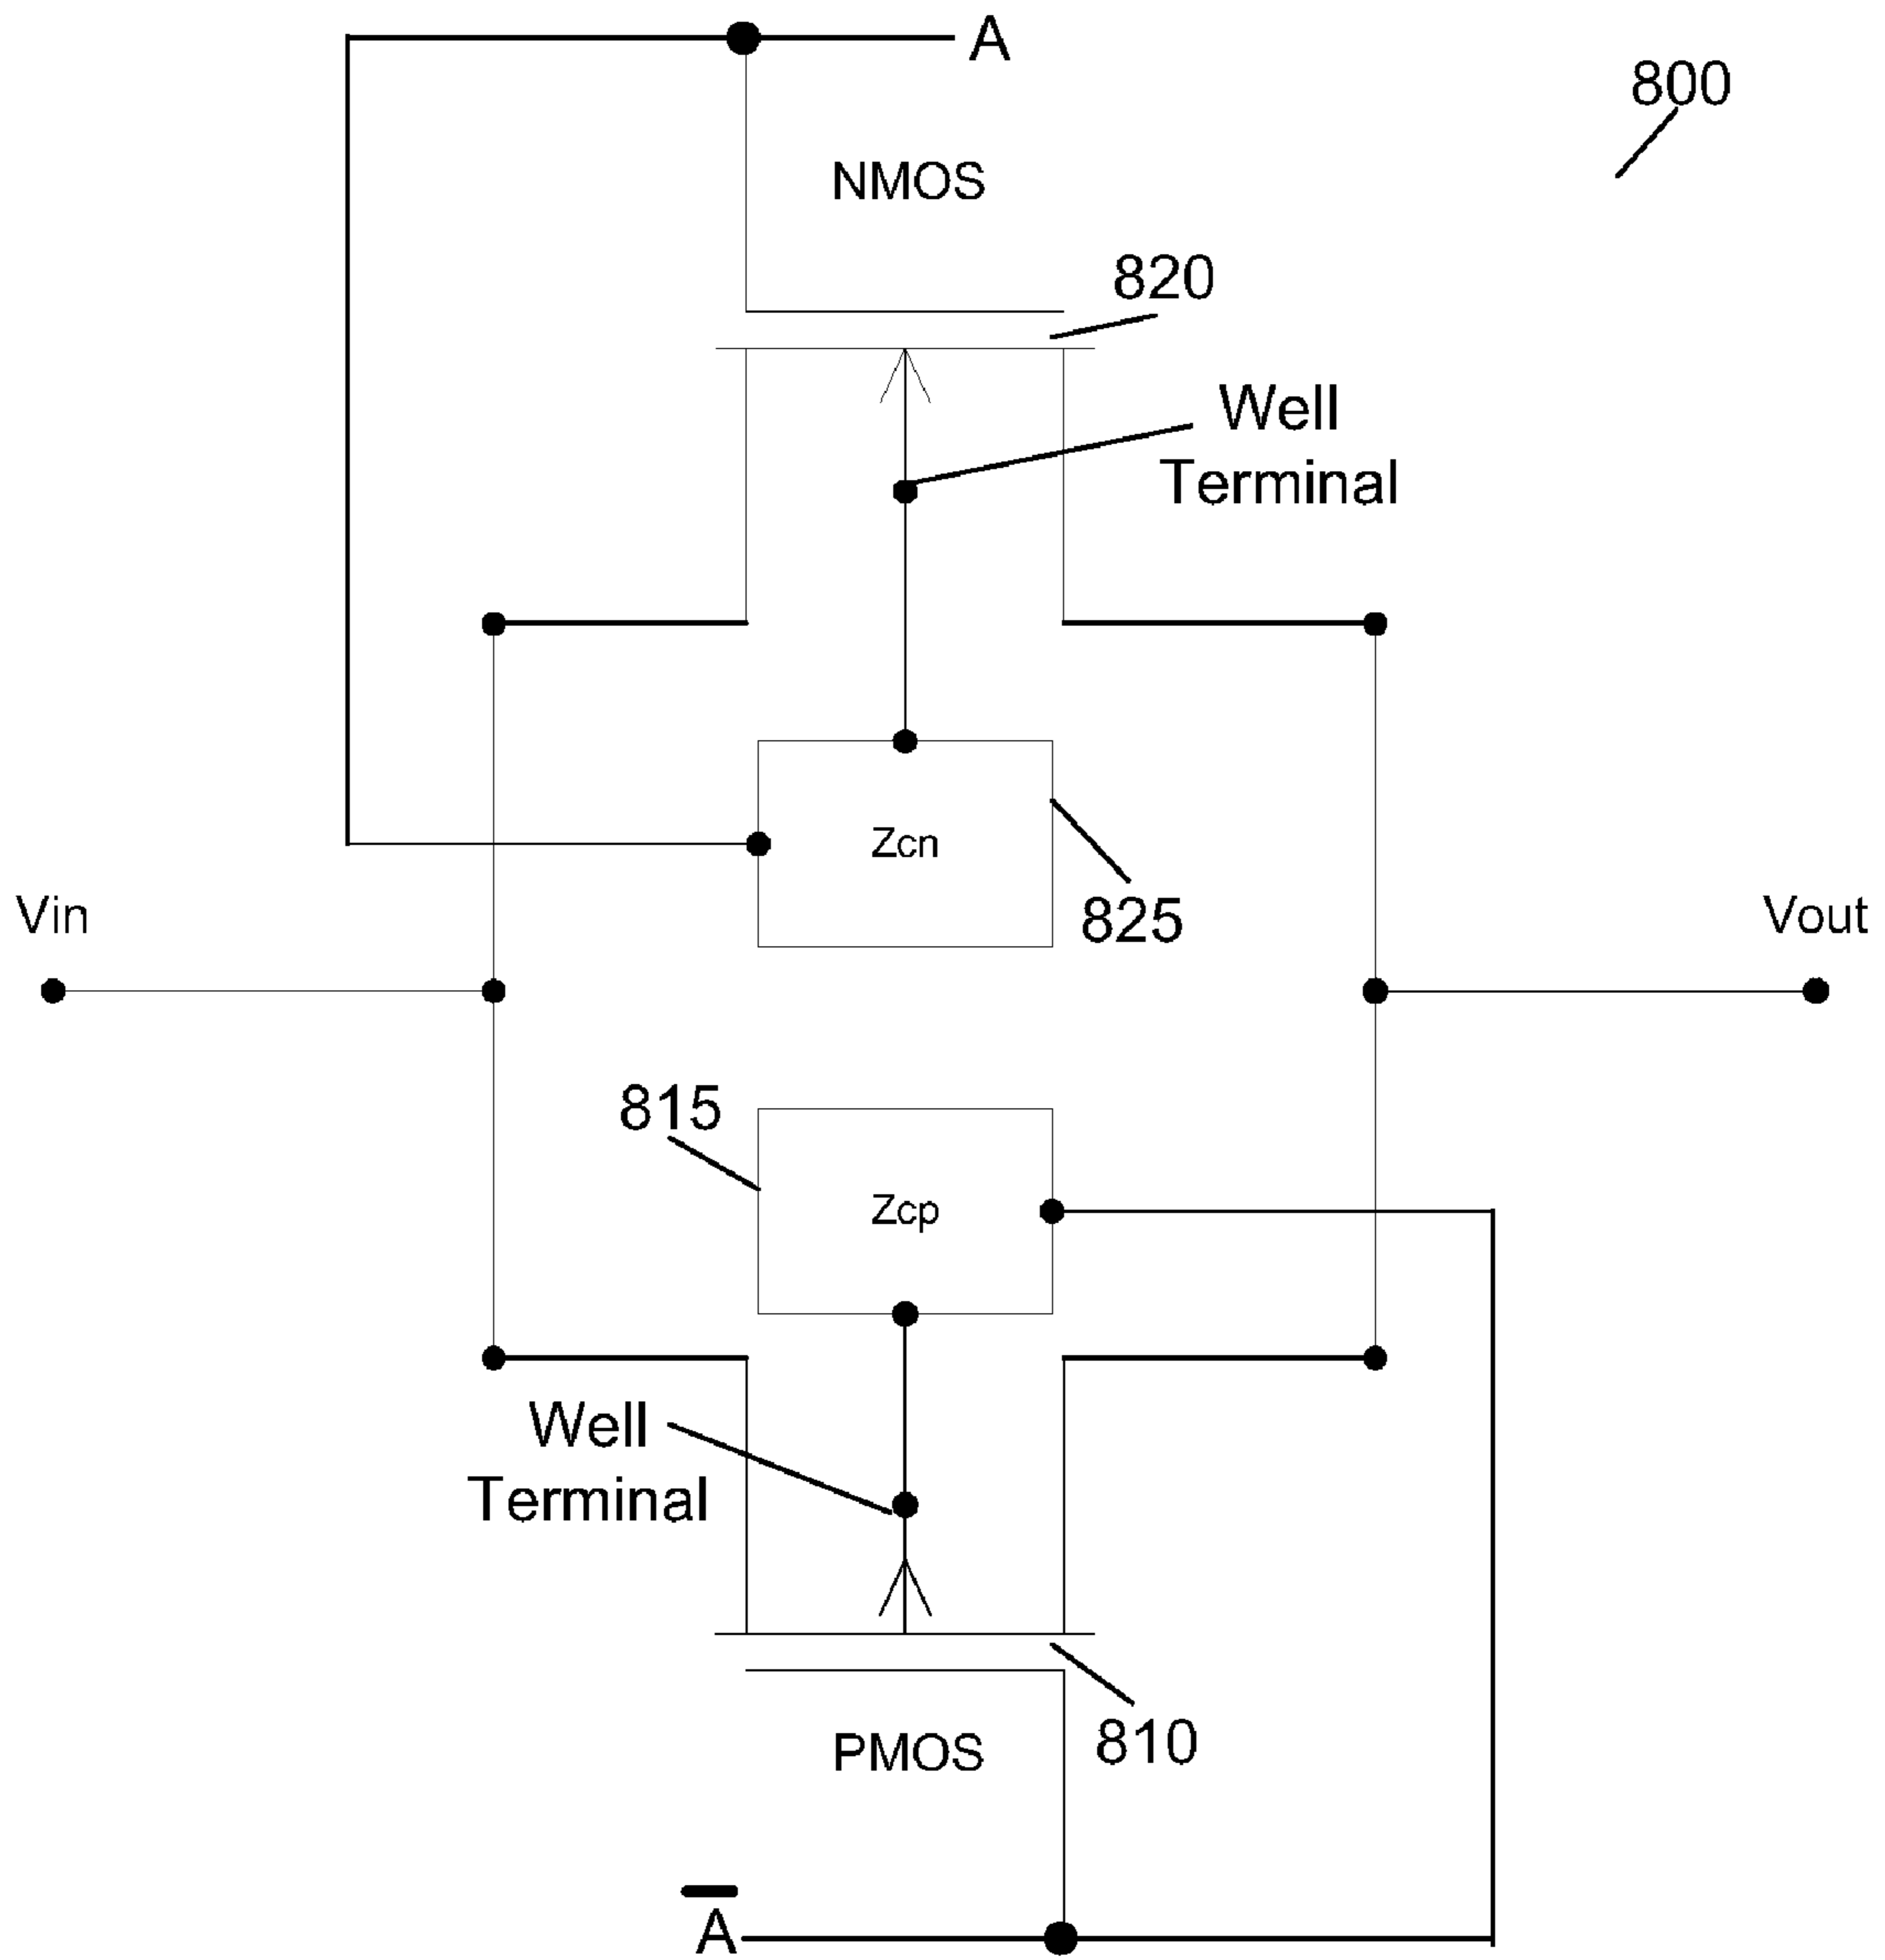 A
800
NMOS
820
Well
Terminal
Zcn
825
Vin
Vout
815
Zcp
Well
Terminal
810
PMOS
A̅